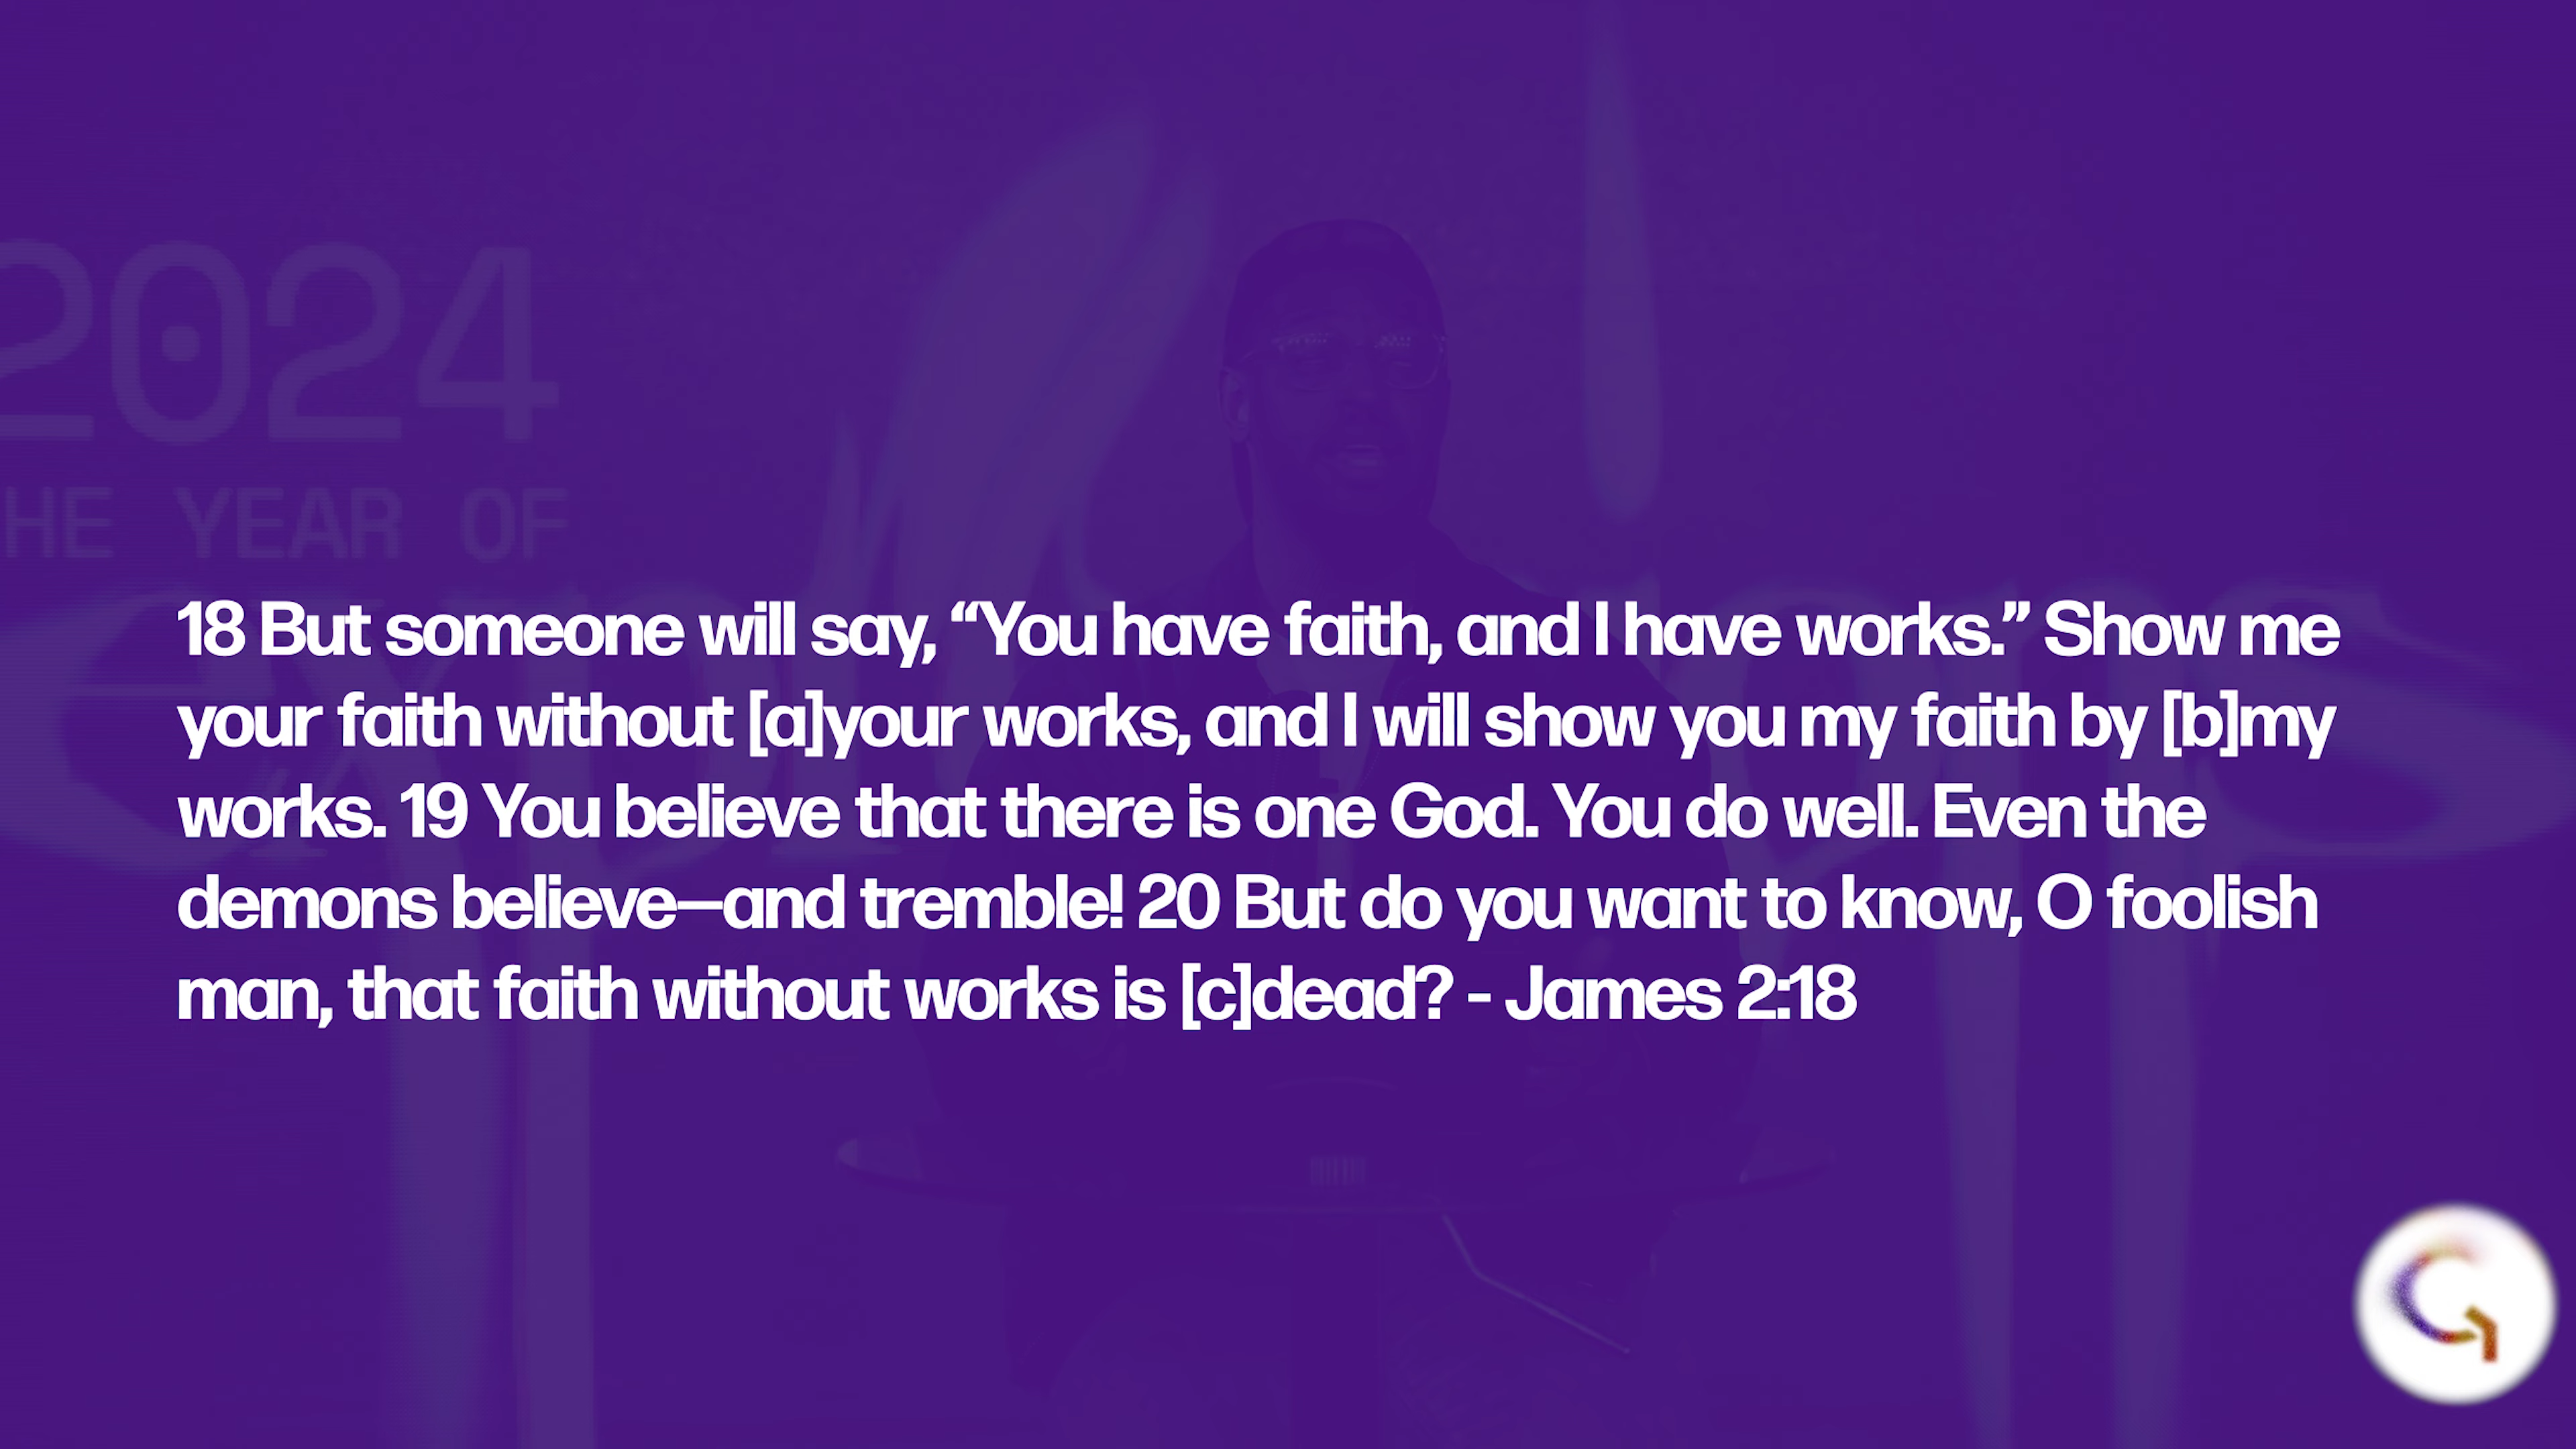 2024
HE YEAR OF
18 But someone will say, “You have faith, and I have works.” Show me
your faith without [a]your works, and I will show you my faith by [b]my
works. 19 You believe that there is one God. You do well. Even the
demons believe—and tremble! 20 But do you want to know, O foolish
man, that faith without works is [c]dead? - James 2:18